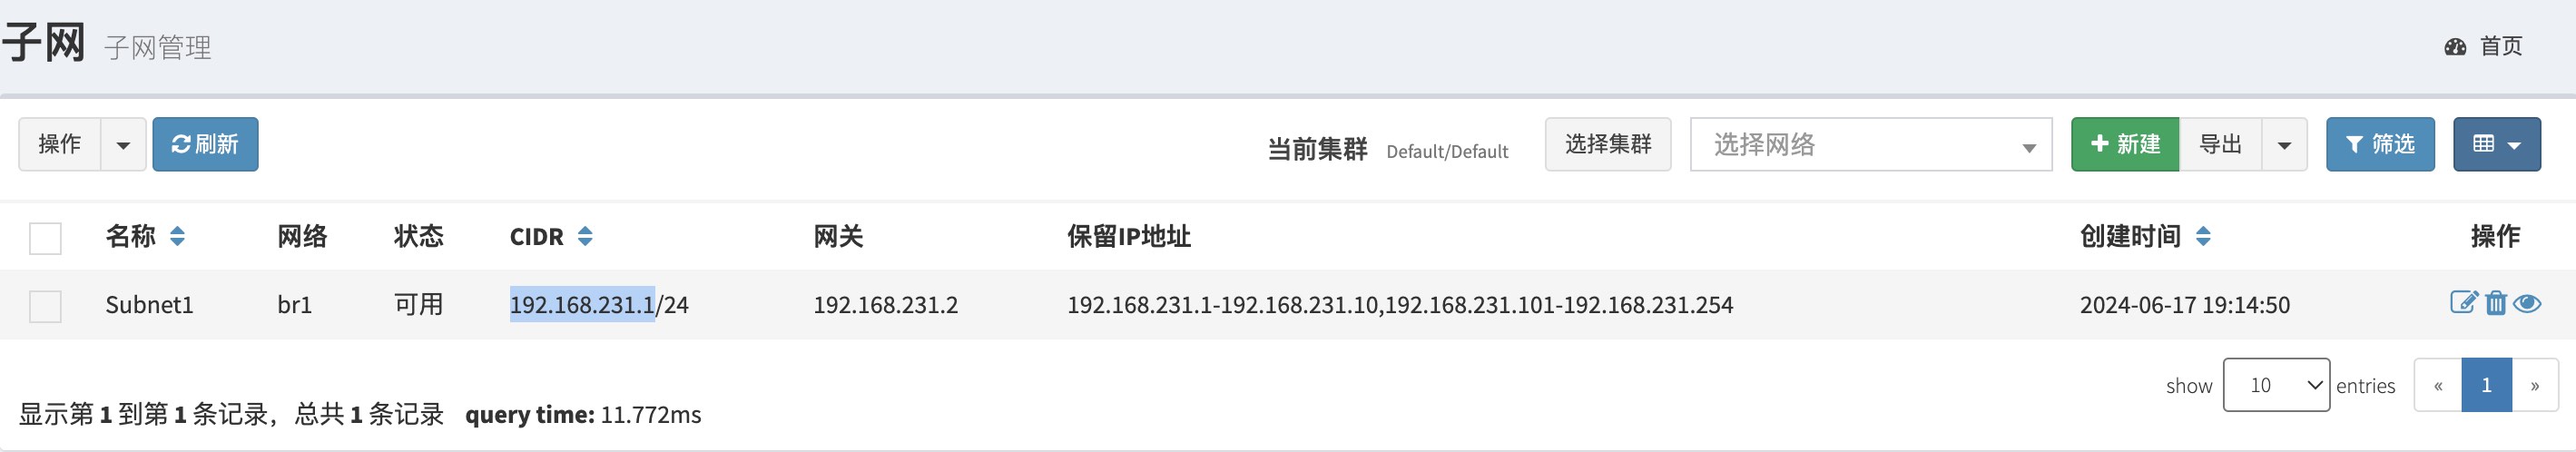 子网 子网管理
首页
操作 刷新 当前集群 Default/Default 选择集群 选择网络 新建 导出 筛选
名称 网络 状态 CIDR 网关 保留IP地址 创建时间 操作
Subnet1 br1 可用 192.168.231.1/24 192.168.231.2 192.168.231.1-192.168.231.10,192.168.231.101-192.168.231.254 2024-06-17 19:14:50
show 10 entries « 1 »
显示第 1 到第 1 条记录，总共 1 条记录 query time: 11.772ms